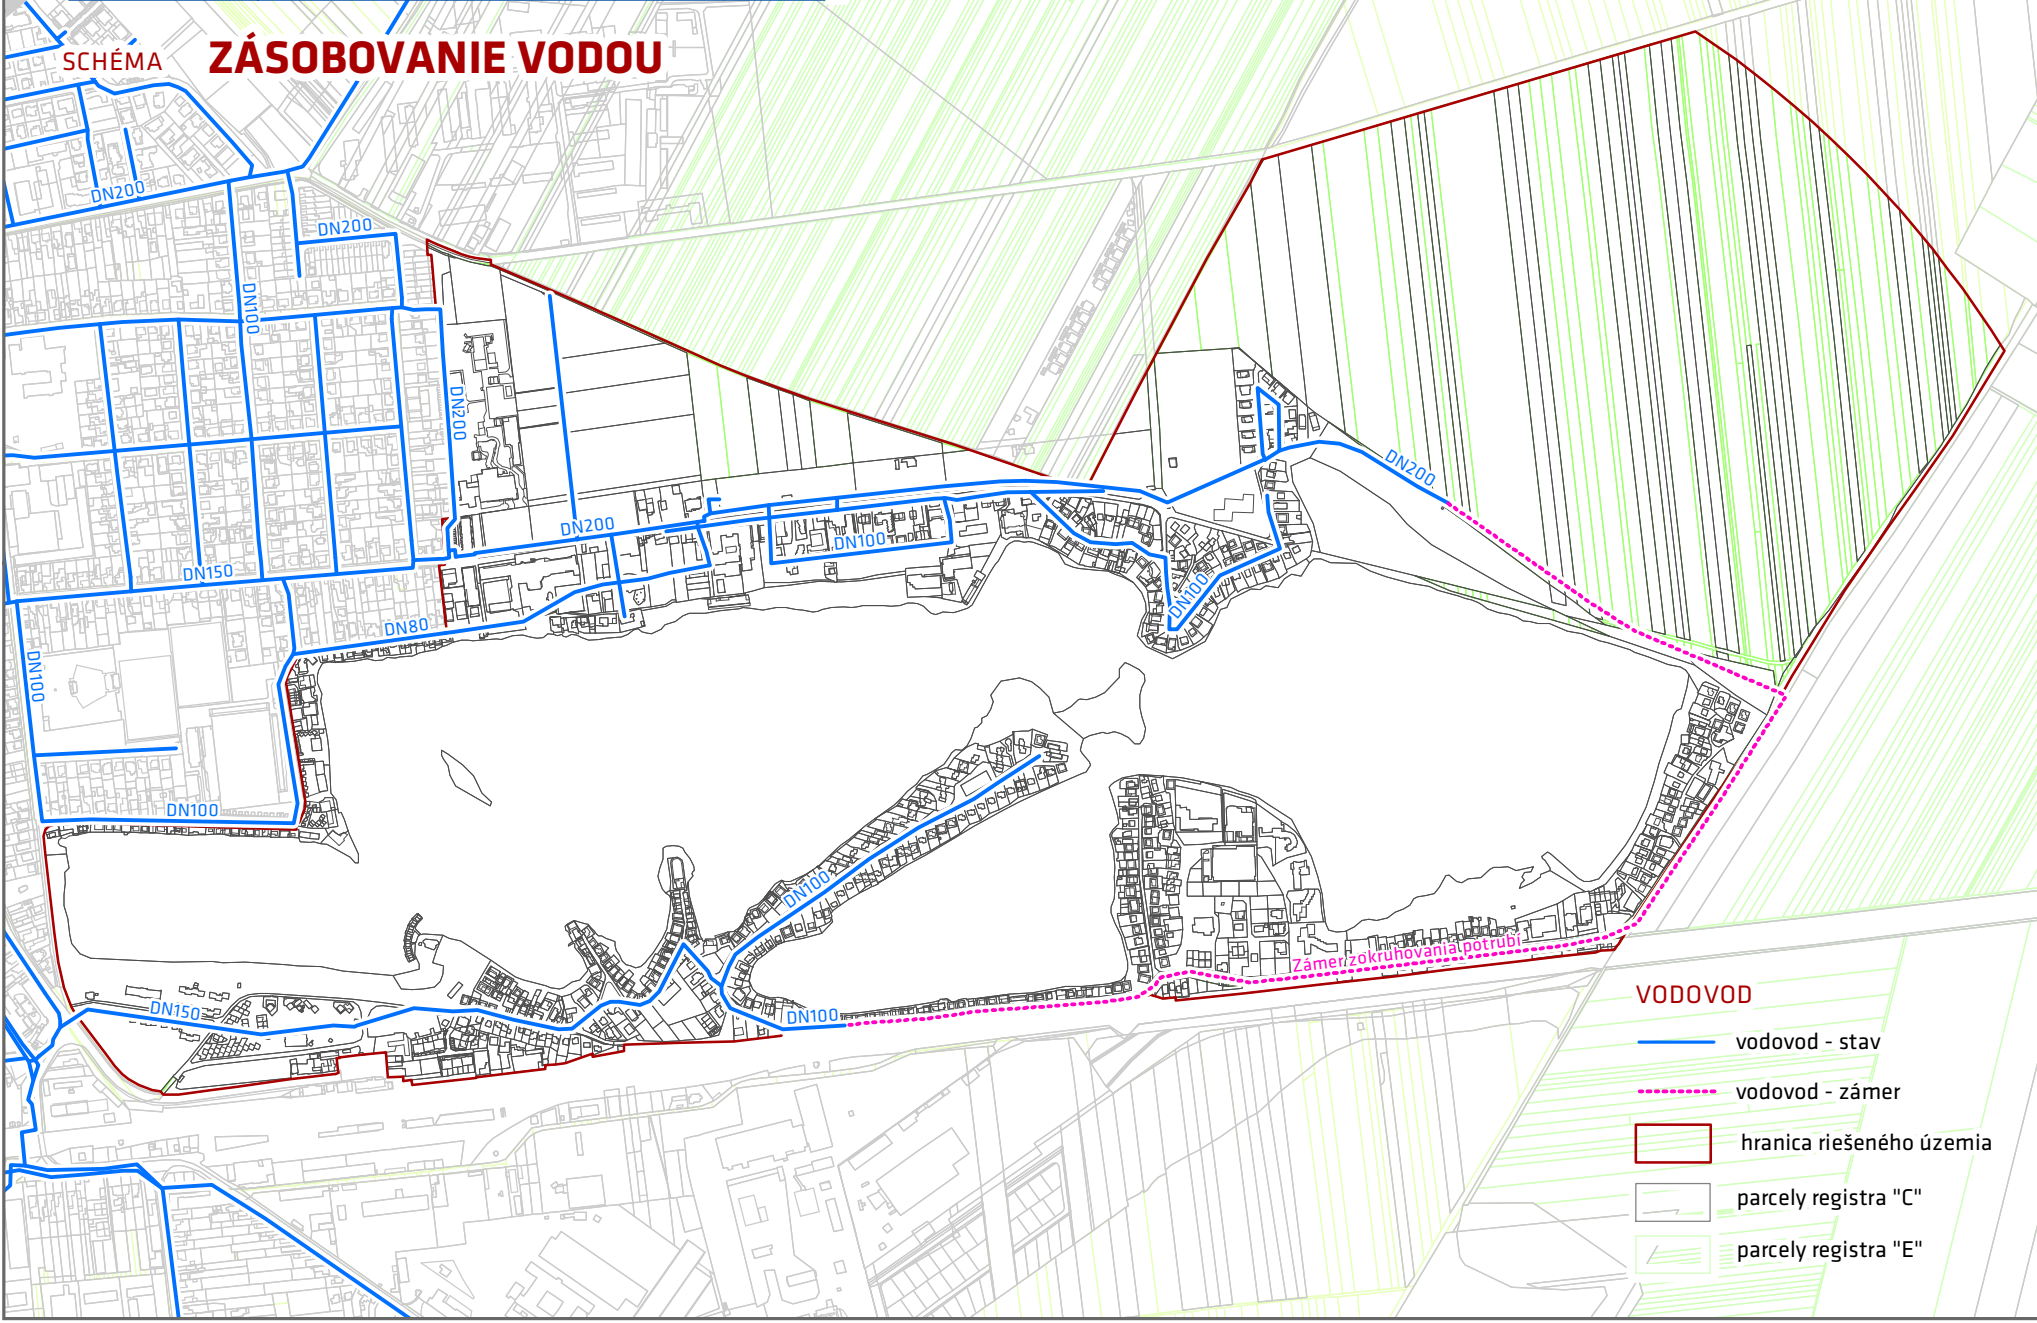 SCHÉMA ZÁSOBOVANIE VODOU
DN200
DN200
DN100
DN200
DN200
DN200
DN100
DN150
DN100
DN80
DN100
DN100
DN100
DN150
DN100
Zámer zokruhovania potrubí
DN100
VODOVOD
vodovod - stav
vodovod - zámer
hranica riešeného územia
parcely registra "C"
parcely registra "E"